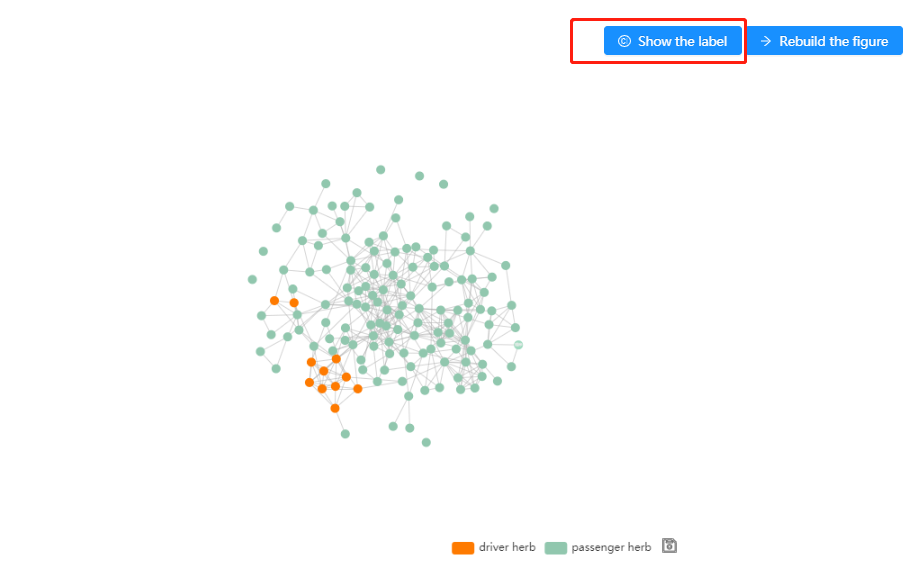 Show the label
Rebuild the figure
driver herb
passenger herb